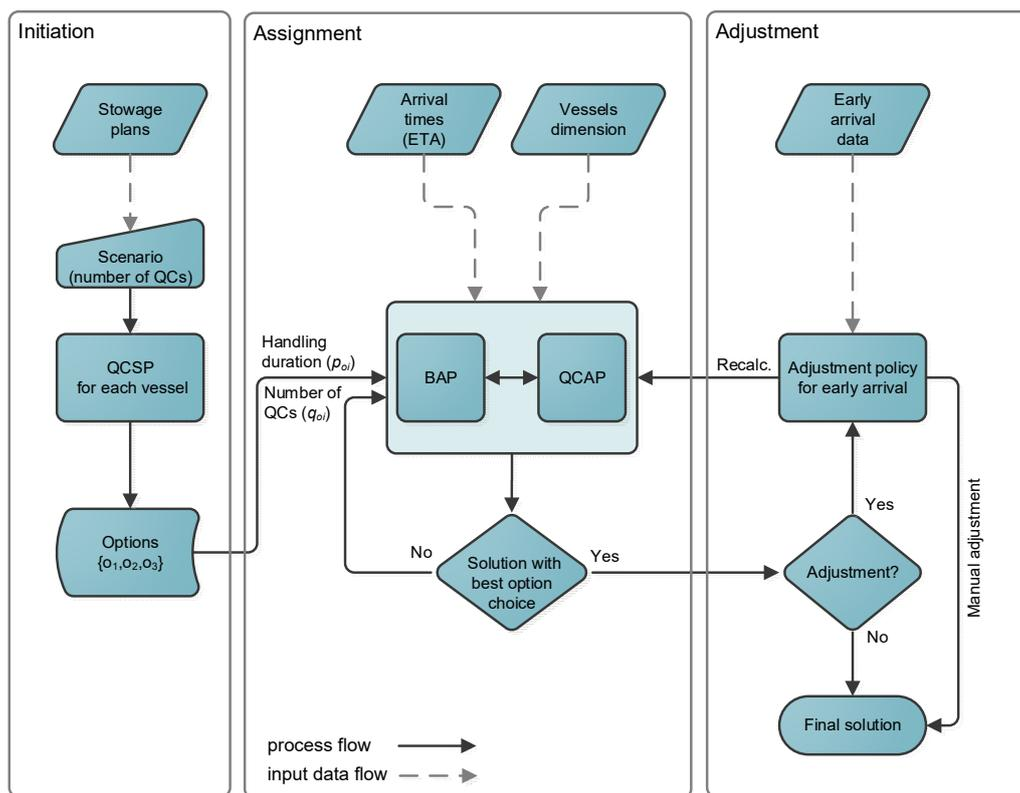 Initiation
Stowage
plans
Scenario
(number of QCs)
QCSP
for each vessel
Options
{o₁,o₂,o₃}
Assignment
Arrival
times
(ETA)
Vessels
dimension
Handling
duration (pₒᵢ)
Number of
QCs (qₒᵢ)
BAP
QCAP
No
Solution with
best option
choice
Yes
process flow
input data flow
Adjustment
Early
arrival
data
Recalc.
Adjustment policy
for early arrival
Yes
Manual adjustment
Adjustment?
No
Final solution